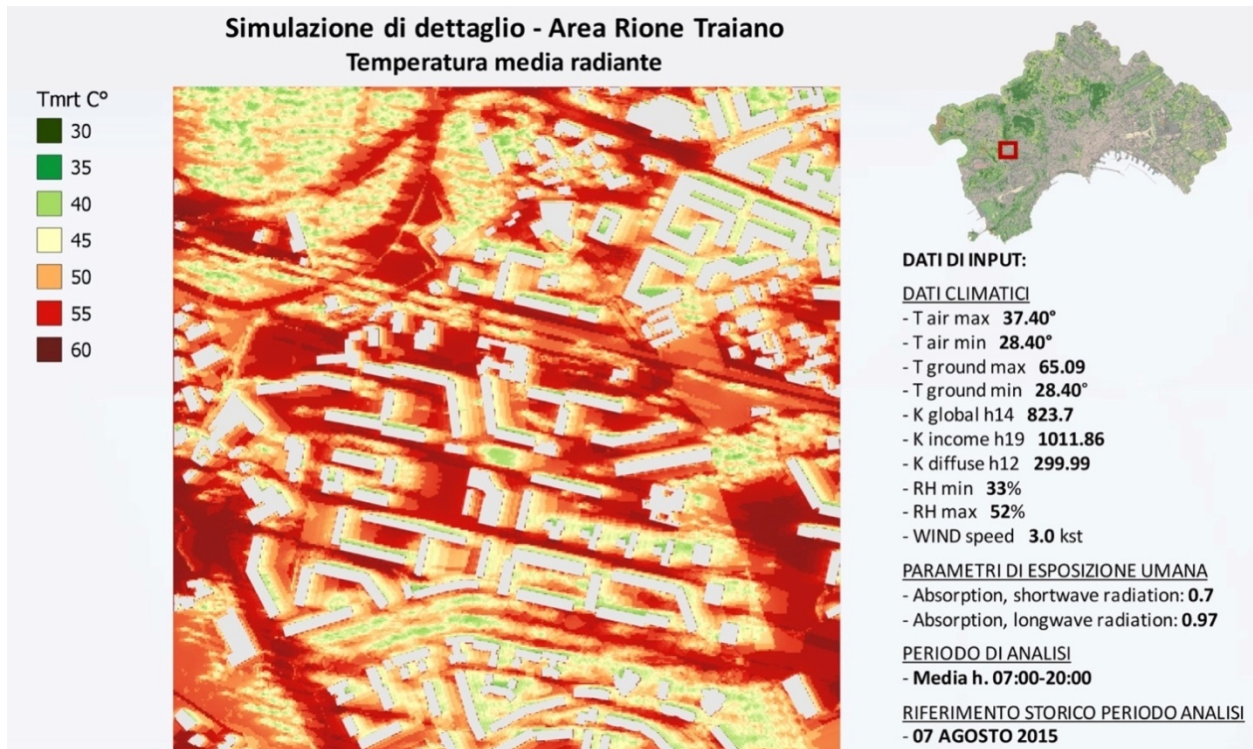 Simulazione di dettaglio - Area Rione Traiano
Temperatura media radiante
Tmrt C°
30
35
40
45
50
55
60
DATI DI INPUT:
DATI CLIMATICI
- T air max 37.40°
- T air min 28.40°
- T ground max 65.09
- T ground min 28.40°
- K global h14 823.7
- K income h19 1011.86
- K diffuse h12 299.99
- RH min 33%
- RH max 52%
- WIND speed 3.0 kst
PARAMETRI DI ESPOSIZIONE UMANA
- Absorption, shortwave radiation: 0.7
- Absorption, longwave radiation: 0.97
PERIODO DI ANALISI
- Media h. 07:00-20:00
RIFERIMENTO STORICO PERIODO ANALISI
- 07 AGOSTO 2015